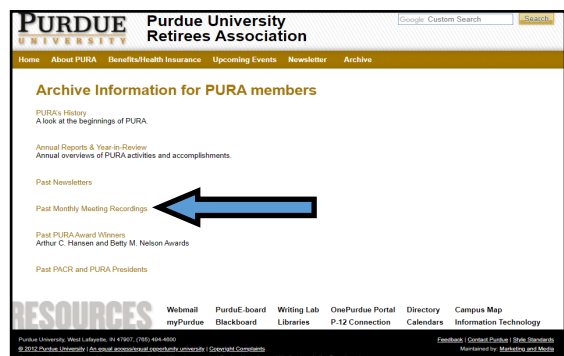 PURDUE
UNIVERSITY
Purdue University
Retirees Association
Google Custom Search
Search
Home About PURA Benefits/Health Insurance Upcoming Events Newsletter Archive
Archive Information for PURA members
PURA's History
A look at the beginnings of PURA.
Annual Reports & Year-in-Review
Annual overviews of PURA activities and accomplishments.
Past Newsletters
Past Monthly Meeting Recordings
Past PURA Award Winners
Arthur C. Hansen and Betty M. Nelson Awards
Past PACR and PURA Presidents
RESOURCES
Webmail PurduE-board Writing Lab OnePurdue Portal Directory Campus Map
myPurdue Blackboard Libraries P-12 Connection Calendars Information Technology
Purdue University, West Lafayette, IN 47907, (765) 494-4600
Feedback | Contact Purdue | Style Standards
© 2012 Purdue University | An equal access/equal opportunity university | Copyright Complaints
Maintained by: Marketing and Media